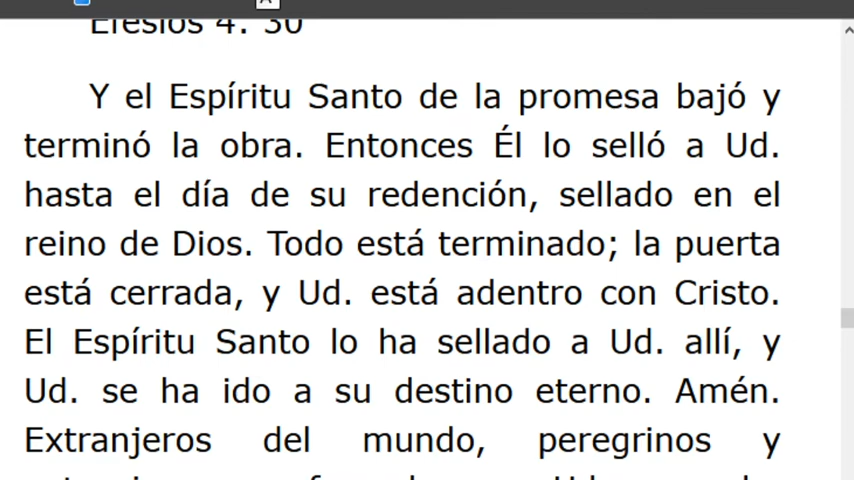 Efesios 4: 30
Y el Espíritu Santo de la promesa bajó y
terminó la obra. Entonces Él lo selló a Ud.
hasta el día de su redención, sellado en el
reino de Dios. Todo está terminado; la puerta
está cerrada, y Ud. está adentro con Cristo.
El Espíritu Santo lo ha sellado a Ud. allí, y
Ud. se ha ido a su destino eterno. Amén.
Extranjeros del mundo, peregrinos y